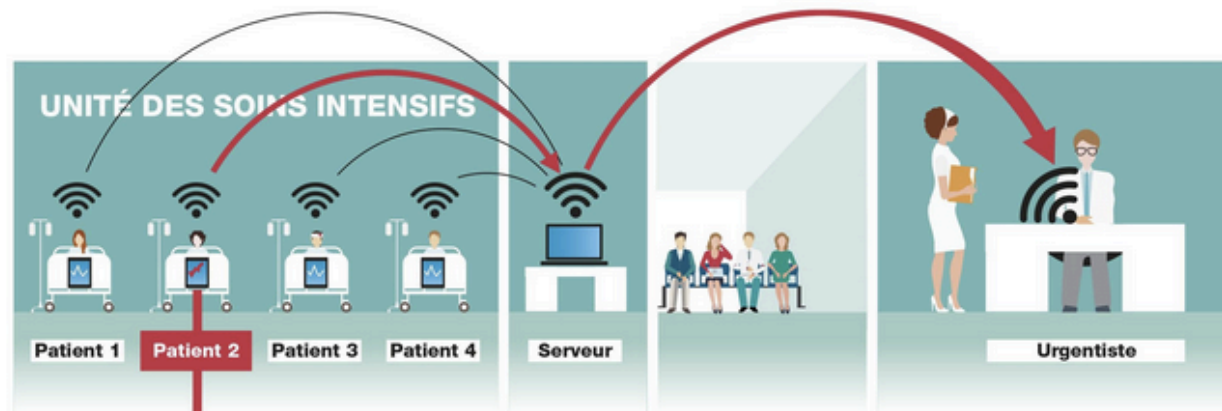 UNITÉ DES SOINS INTENSIFS
Patient 1
Patient 2
Patient 3
Patient 4
Serveur
Urgentiste